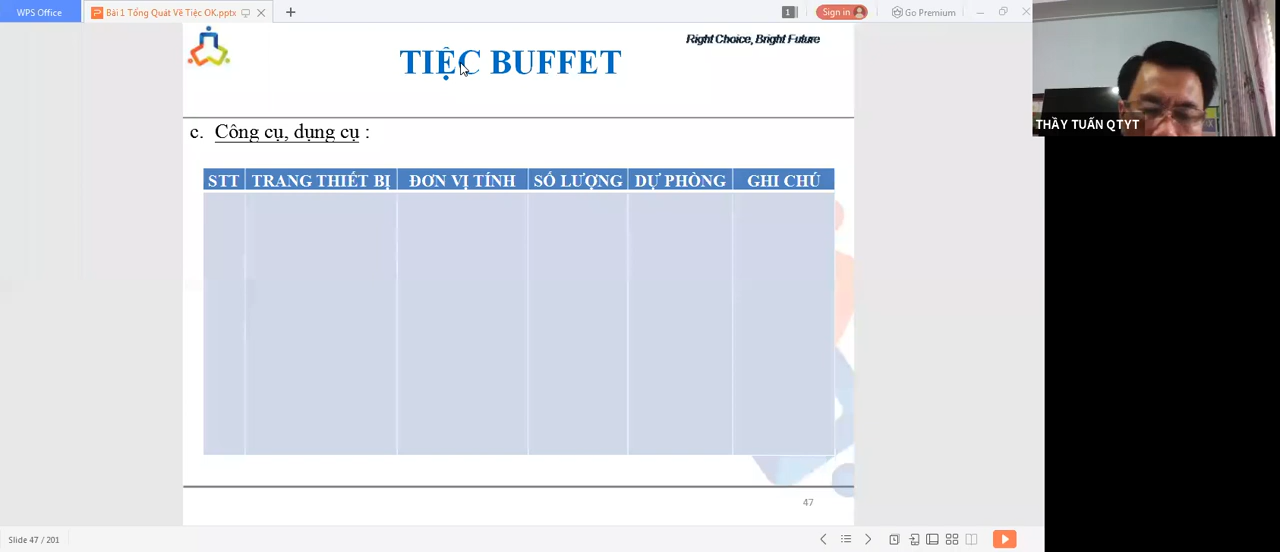 WPS Office
Bài 1 Tổng Quát Về Tiệc OK.pptx
1
Sign in
Go Premium
Right Choice, Bright Future
TIỆC BUFFET
THẦY TUẤN QTYT
c. Công cụ, dụng cụ :
STT TRANG THIẾT BỊ ĐƠN VỊ TÍNH SỐ LƯỢNG DỰ PHÒNG GHI CHÚ
47
Slide 47 / 201